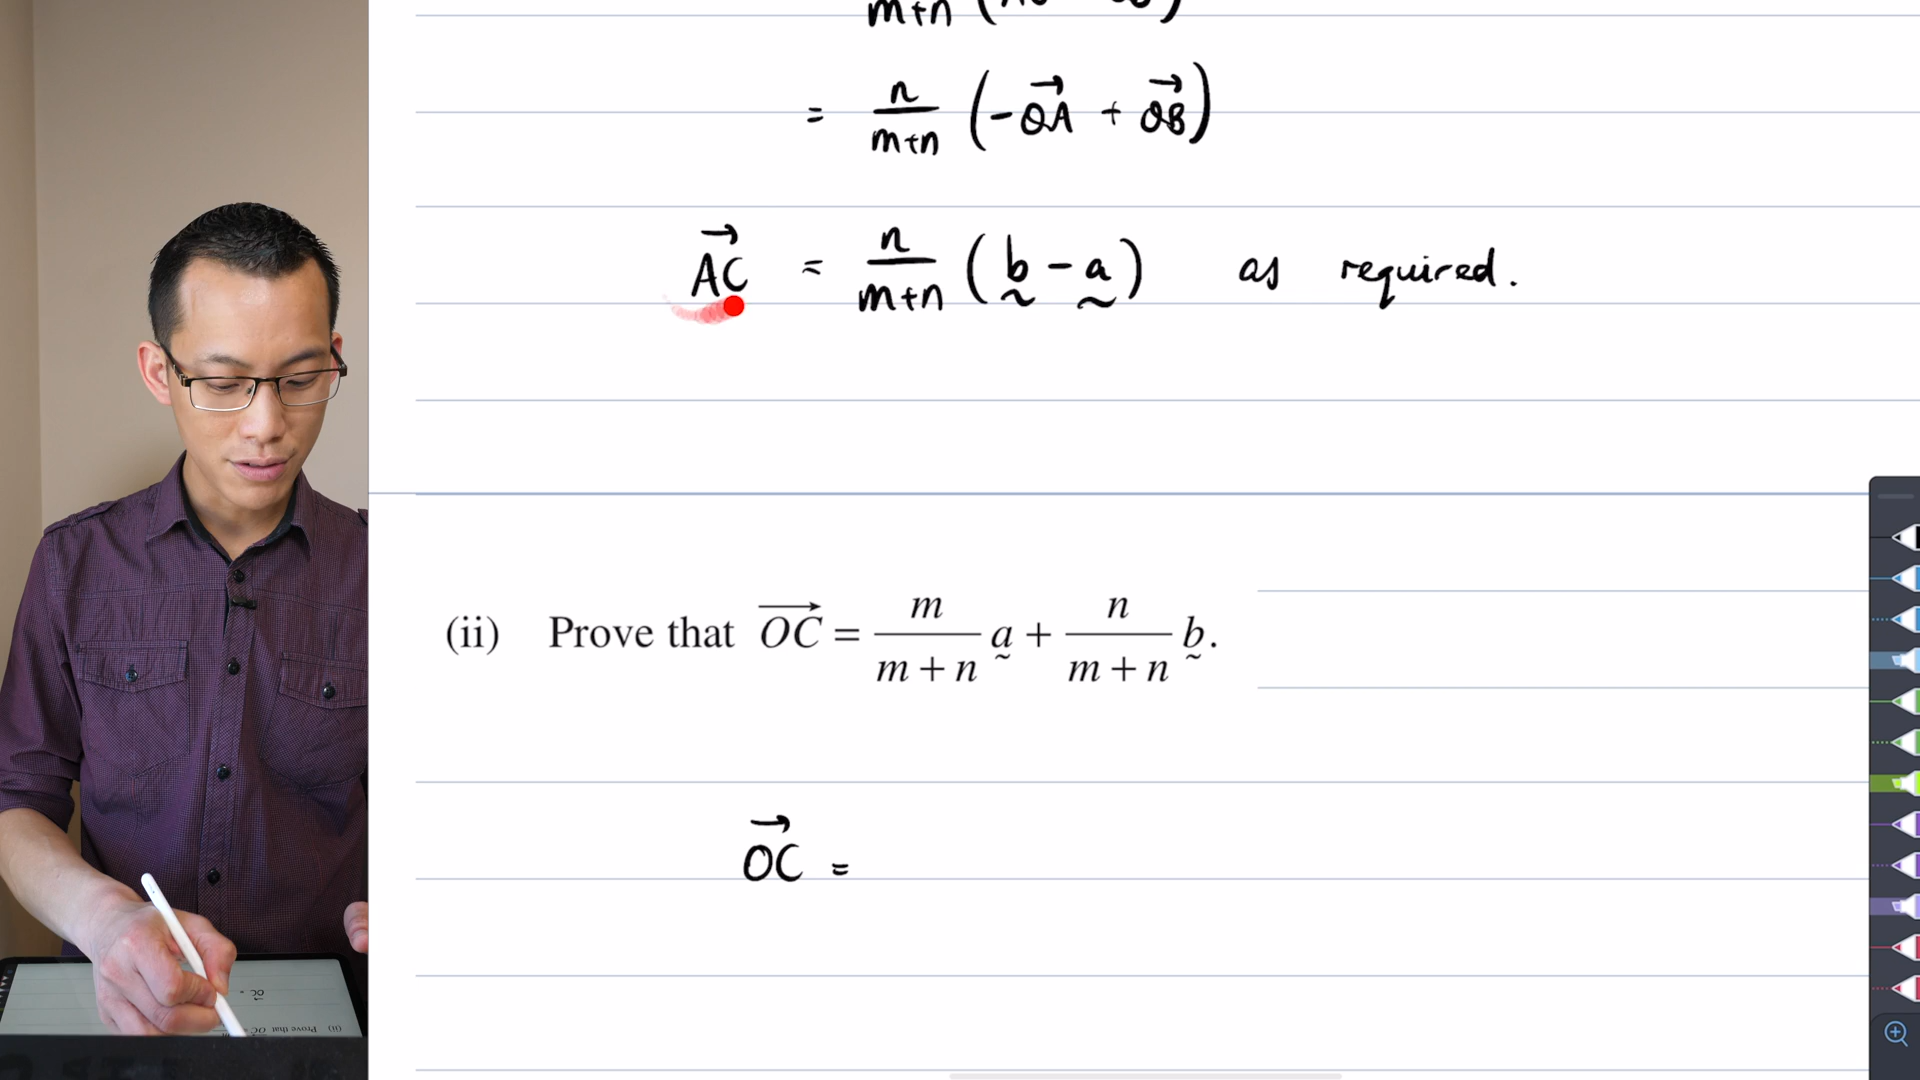 m+n
= n/m+n (-→OA + →OB)
→AC = n/m+n (b̰ - a̰) as required.
(ii) Prove that →OC = m/m + n a̰ + n/m + n b̰.
→OC =